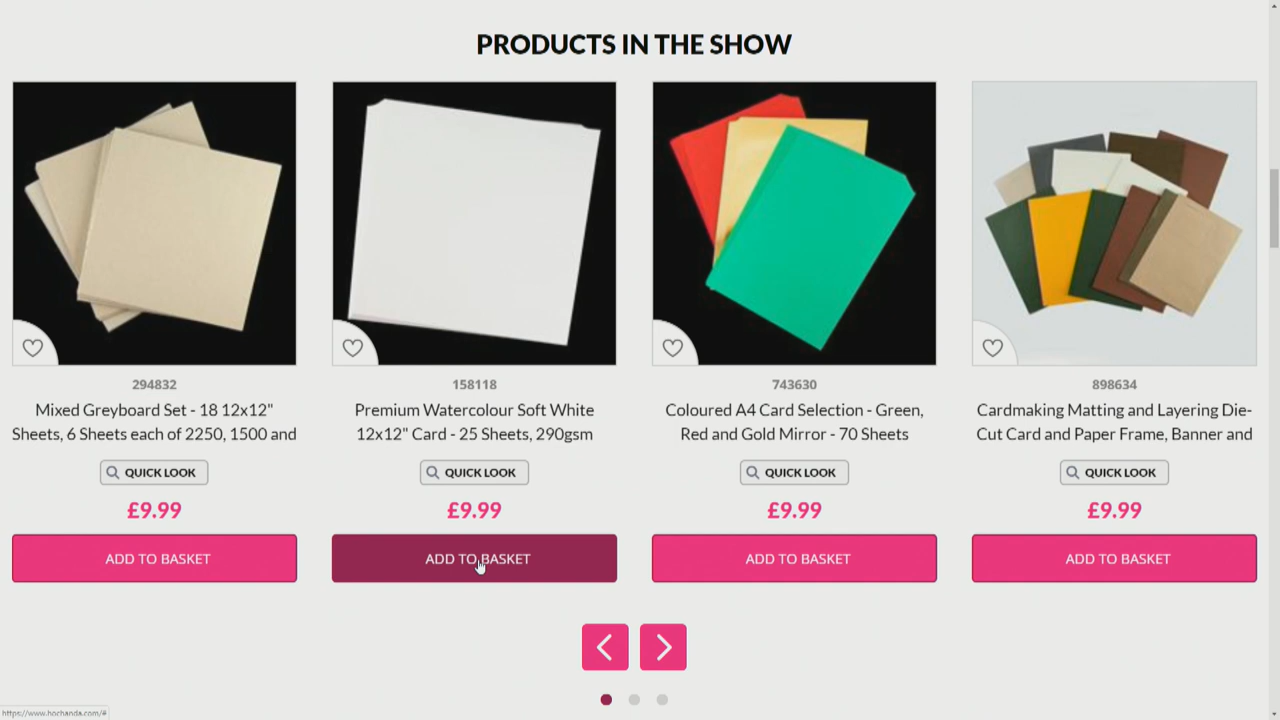 PRODUCTS IN THE SHOW
294832
Mixed Greyboard Set - 18 12x12"
Sheets, 6 Sheets each of 2250, 1500 and
QUICK LOOK
£9.99
ADD TO BASKET
158118
Premium Watercolour Soft White
12x12" Card - 25 Sheets, 290gsm
QUICK LOOK
£9.99
ADD TO BASKET
743630
Coloured A4 Card Selection - Green,
Red and Gold Mirror - 70 Sheets
QUICK LOOK
£9.99
ADD TO BASKET
898634
Cardmaking Matting and Layering Die-
Cut Card and Paper Frame, Banner and
QUICK LOOK
£9.99
ADD TO BASKET
https://www.hochanda.com/#